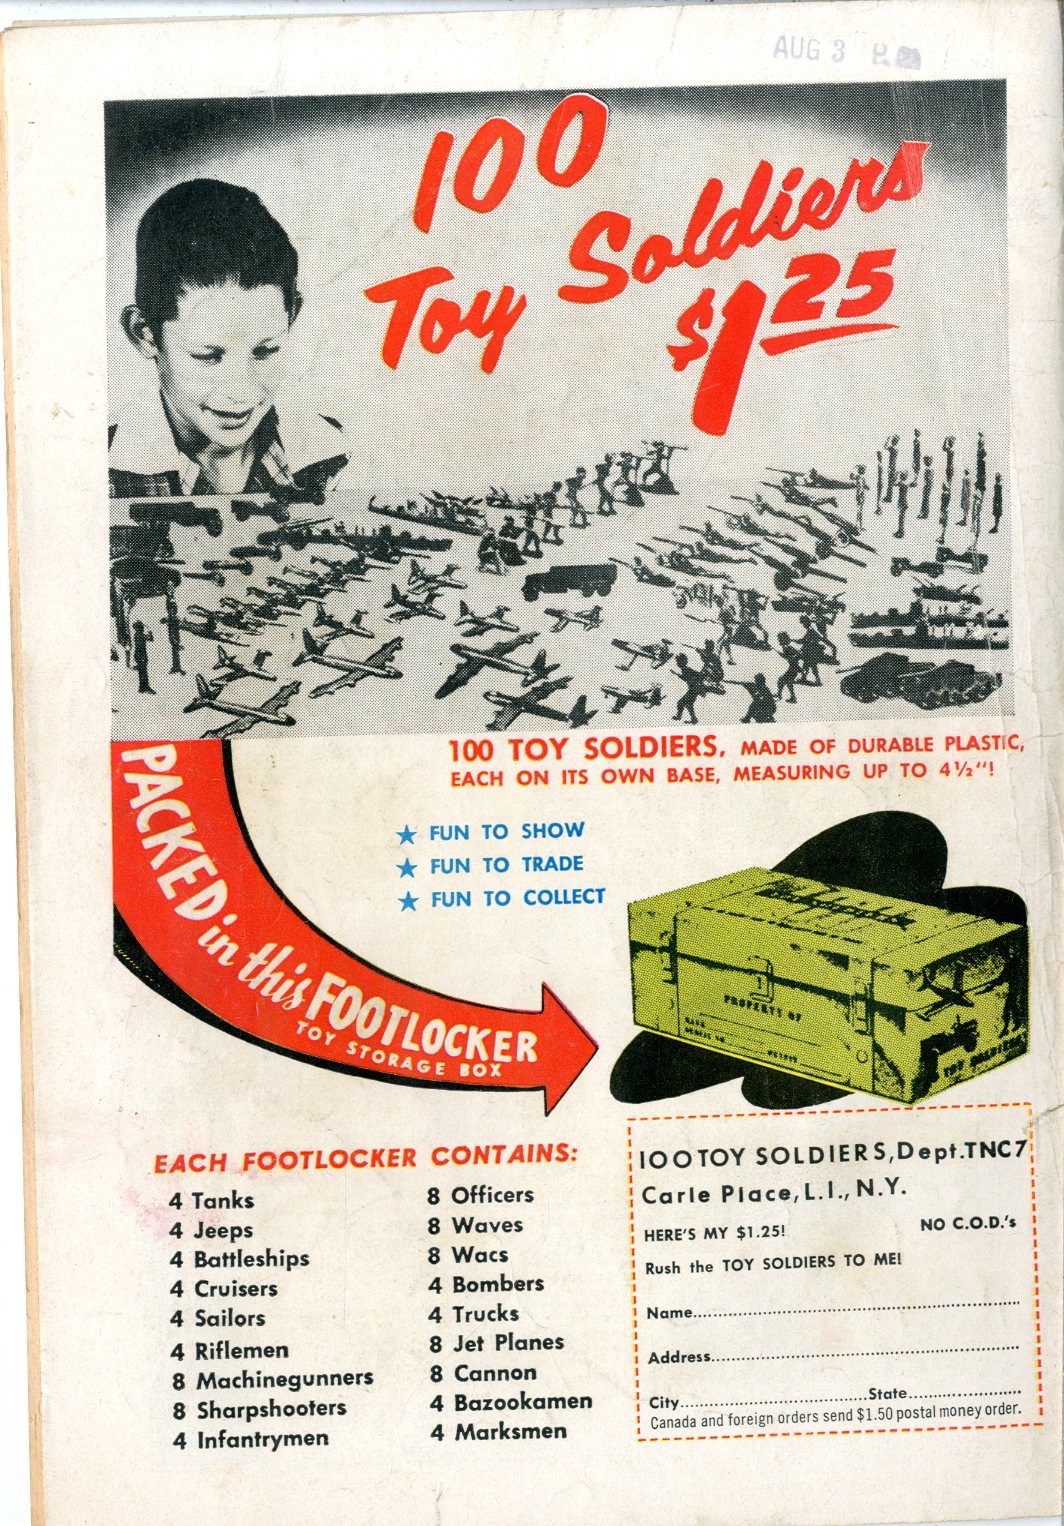 AUG 3
100
Toy Soldiers
$1.25
100 TOY SOLDIERS, MADE OF DURABLE PLASTIC,
EACH ON ITS OWN BASE, MEASURING UP TO 4½"!
PACKED in this FOOTLOCKER
TOY STORAGE BOX
★ FUN TO SHOW
★ FUN TO TRADE
★ FUN TO COLLECT
PROPERTY OF
TOY SOLDIERS
EACH FOOTLOCKER CONTAINS:
4 Tanks
4 Jeeps
4 Battleships
4 Cruisers
4 Sailors
4 Riflemen
8 Machinegunners
8 Sharpshooters
4 Infantrymen
8 Officers
8 Waves
8 Wacs
4 Bombers
4 Trucks
8 Jet Planes
8 Cannon
4 Bazookamen
4 Marksmen
100 TOY SOLDIERS, Dept. TNC7
Carle Place, L.I., N.Y.
HERE'S MY $1.25! NO C.O.D.'s
Rush the TOY SOLDIERS TO ME!
Name
Address
City State
Canada and foreign orders send $1.50 postal money order.